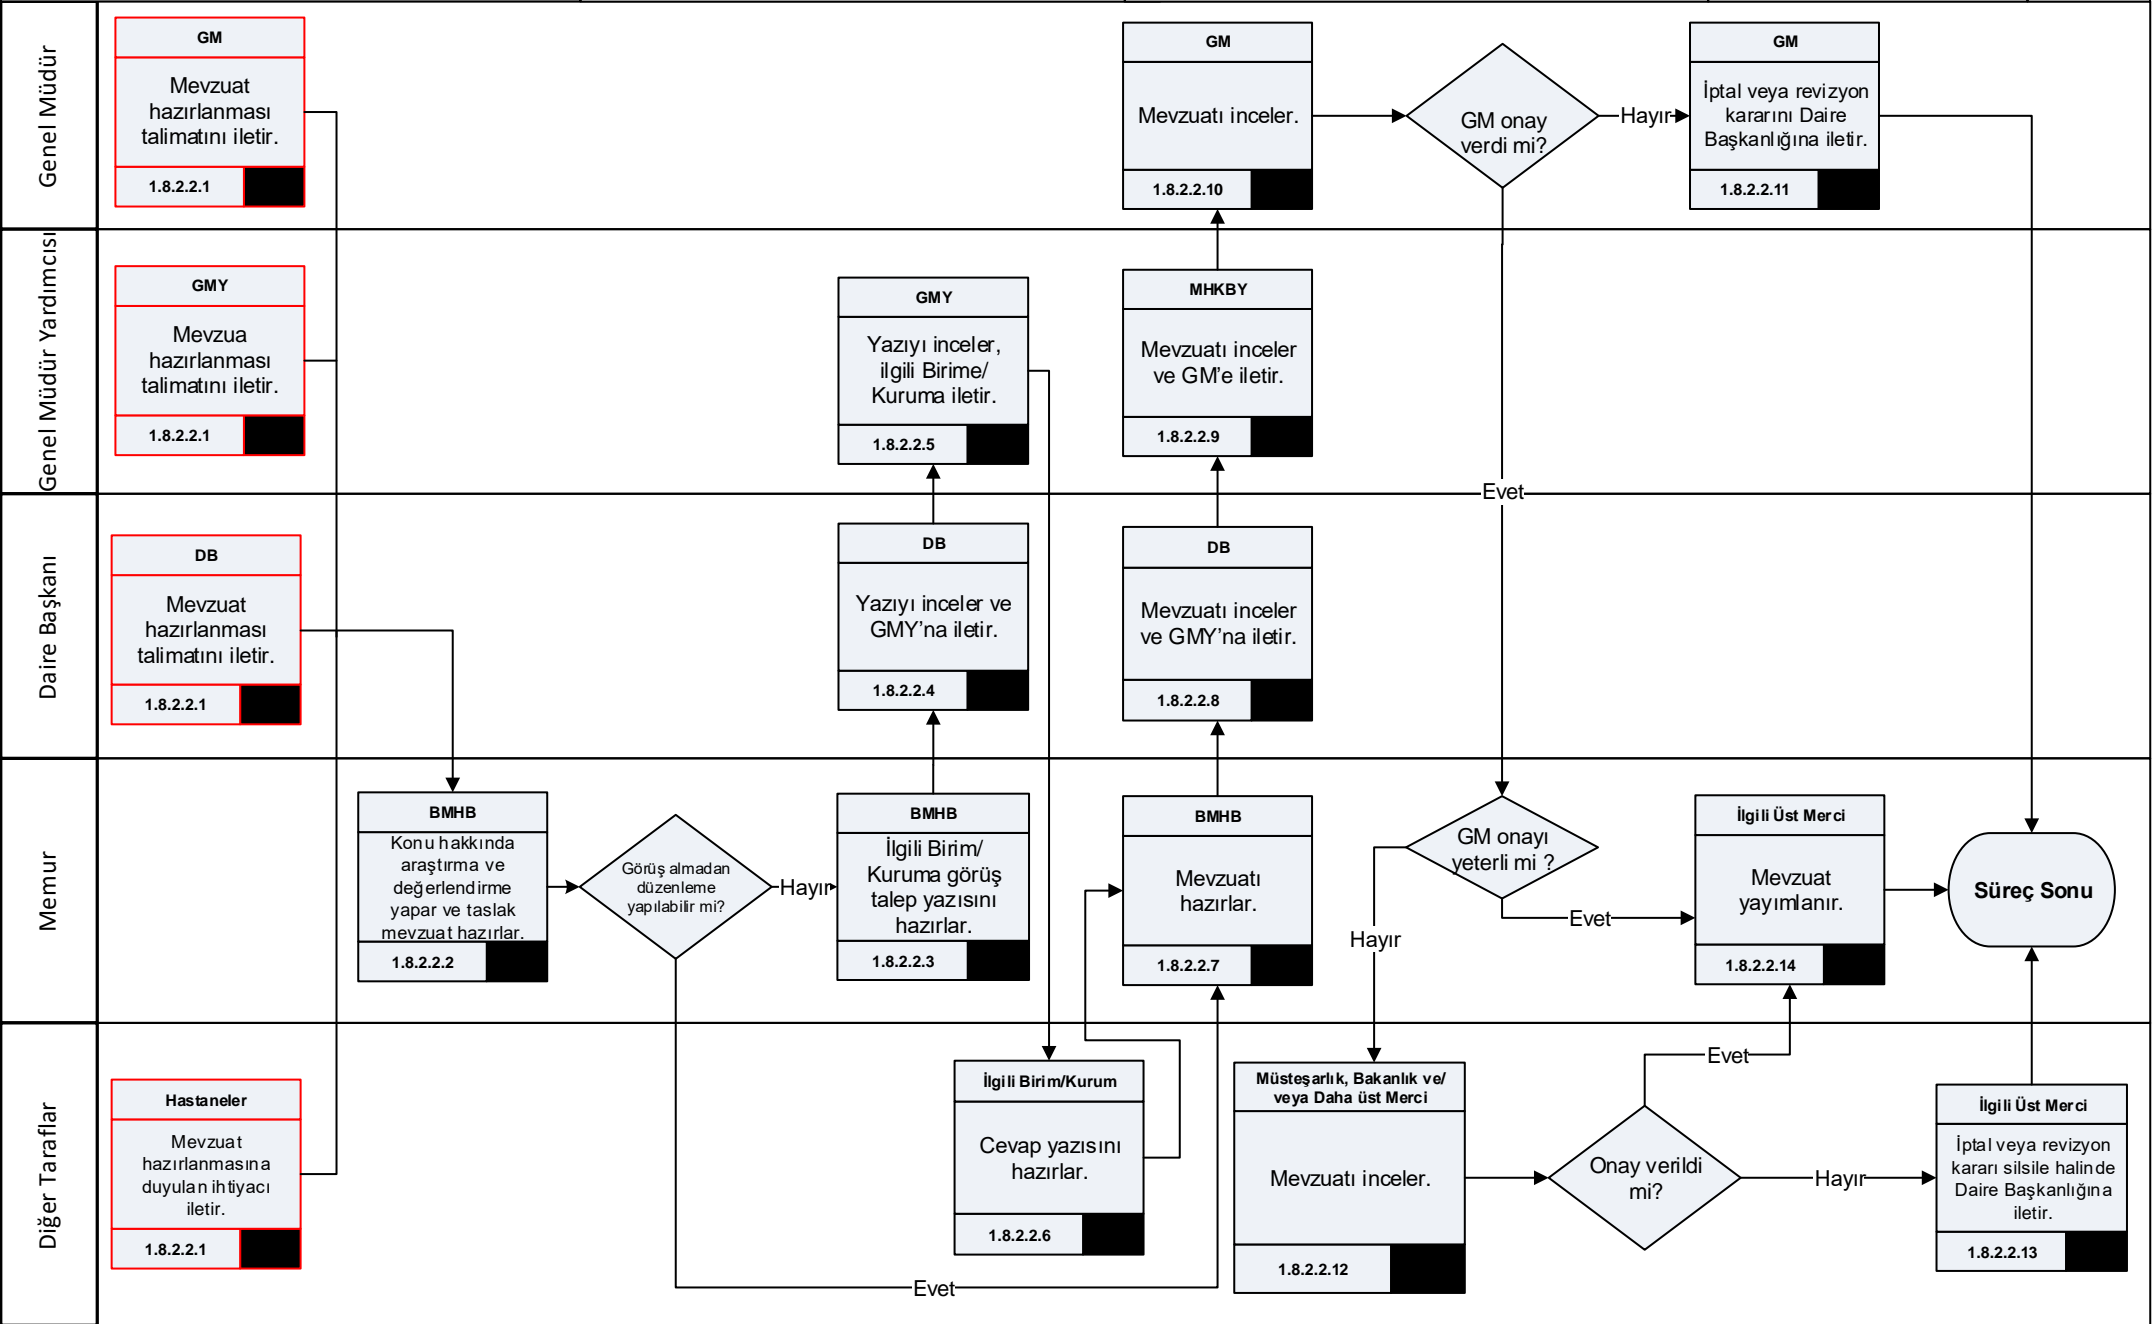 Genel Müdür
GM
Mevzuat
hazırlanması
talimatını iletir.
1.8.2.2.1
GM
Mevzuatı inceler.
1.8.2.2.10
GM onay
verdi mi?
Hayır
GM
İptal veya revizyon
kararını Daire
Başkanlığına iletir.
1.8.2.2.11
Genel Müdür Yardımcısı
GMY
Mevzua
hazırlanması
talimatını iletir.
1.8.2.2.1
GMY
Yazıyı inceler,
ilgili Birime/
Kuruma iletir.
1.8.2.2.5
MHKBY
Mevzuatı inceler
ve GM'e iletir.
1.8.2.2.9
Evet
Daire Başkanı
DB
Mevzuat
hazırlanması
talimatını iletir.
1.8.2.2.1
DB
Yazıyı inceler ve
GMY'na iletir.
1.8.2.2.4
DB
Mevzuatı inceler
ve GMY'na iletir.
1.8.2.2.8
Memur
BMHB
Konu hakkında
araştırma ve
değerlendirme
yapar ve taslak
mevzuat hazırlar.
1.8.2.2.2
Görüş almadan
düzenleme
yapılabilir mi?
Hayır
BMHB
İlgili Birim/
Kuruma görüş
talep yazısını
hazırlar.
1.8.2.2.3
BMHB
Mevzuatı
hazırlar.
1.8.2.2.7
GM onayı
yeterli mi ?
Hayır
Evet
İlgili Üst Merci
Mevzuat
yayımlanır.
1.8.2.2.14
Süreç Sonu
Diğer Taraflar
Hastaneler
Mevzuat
hazırlanmasına
duyulan ihtiyacı
iletir.
1.8.2.2.1
Evet
İlgili Birim/Kurum
Cevap yazısını
hazırlar.
1.8.2.2.6
Müsteşarlık, Bakanlık ve/
veya Daha üst Merci
Mevzuatı inceler.
1.8.2.2.12
Onay verildi
mi?
Evet
Hayır
İlgili Üst Merci
İptal veya revizyon
kararı silsile halinde
Daire Başkanlığına
iletir.
1.8.2.2.13